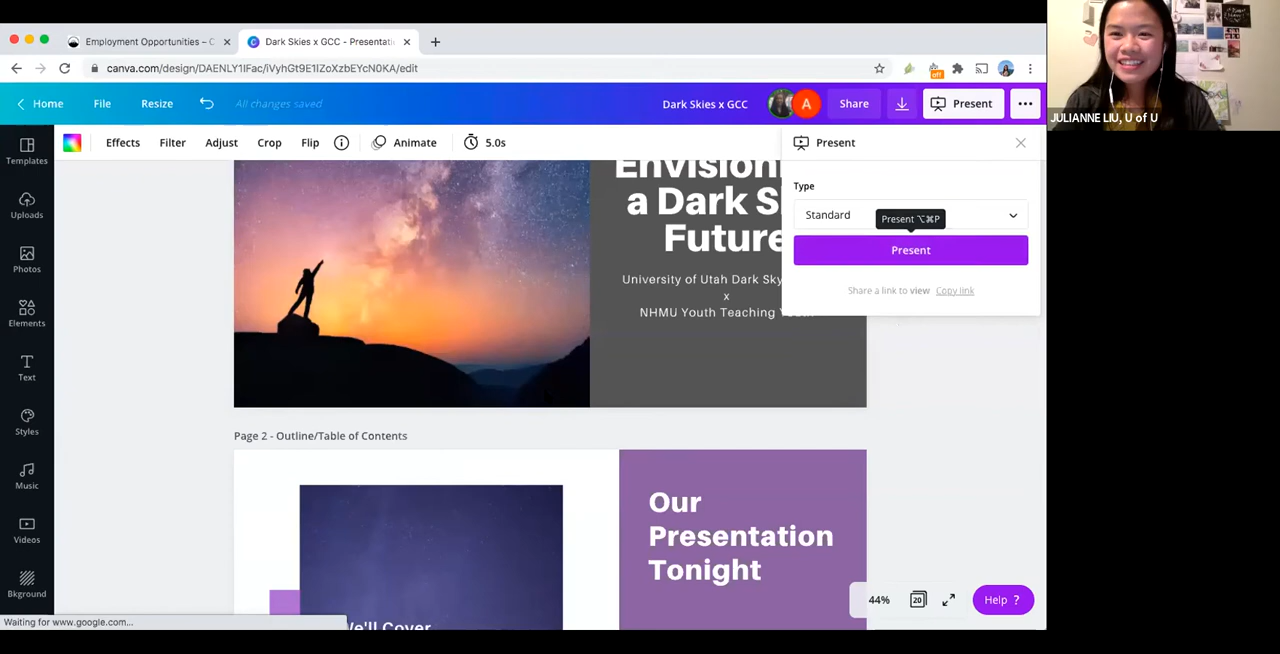 Employment Opportunities – C
Dark Skies x GCC - Presentati
canva.com/design/DAENLY1IFac/iVyhGt9E1IZoXzbEYcN0KA/edit
off
Home File Resize All changes saved Dark Skies x GCC A Share Present
JULIANNE LIU, U of U
Effects Filter Adjust Crop Flip Animate 5.0s
Present
Templates
Uploads
Photos
Elements
Text
Styles
Music
Videos
Bkground
Type
Standard
Present ⌥⌘P
Present
Share a link to view Copy link
Envision
a Dark S
Future
University of Utah Dark Sky
x
NHMU Youth Teaching Youth
Page 2 - Outline/Table of Contents
Our
Presentation
Tonight
We'll Cover
44% 20 Help ?
Waiting for www.google.com...